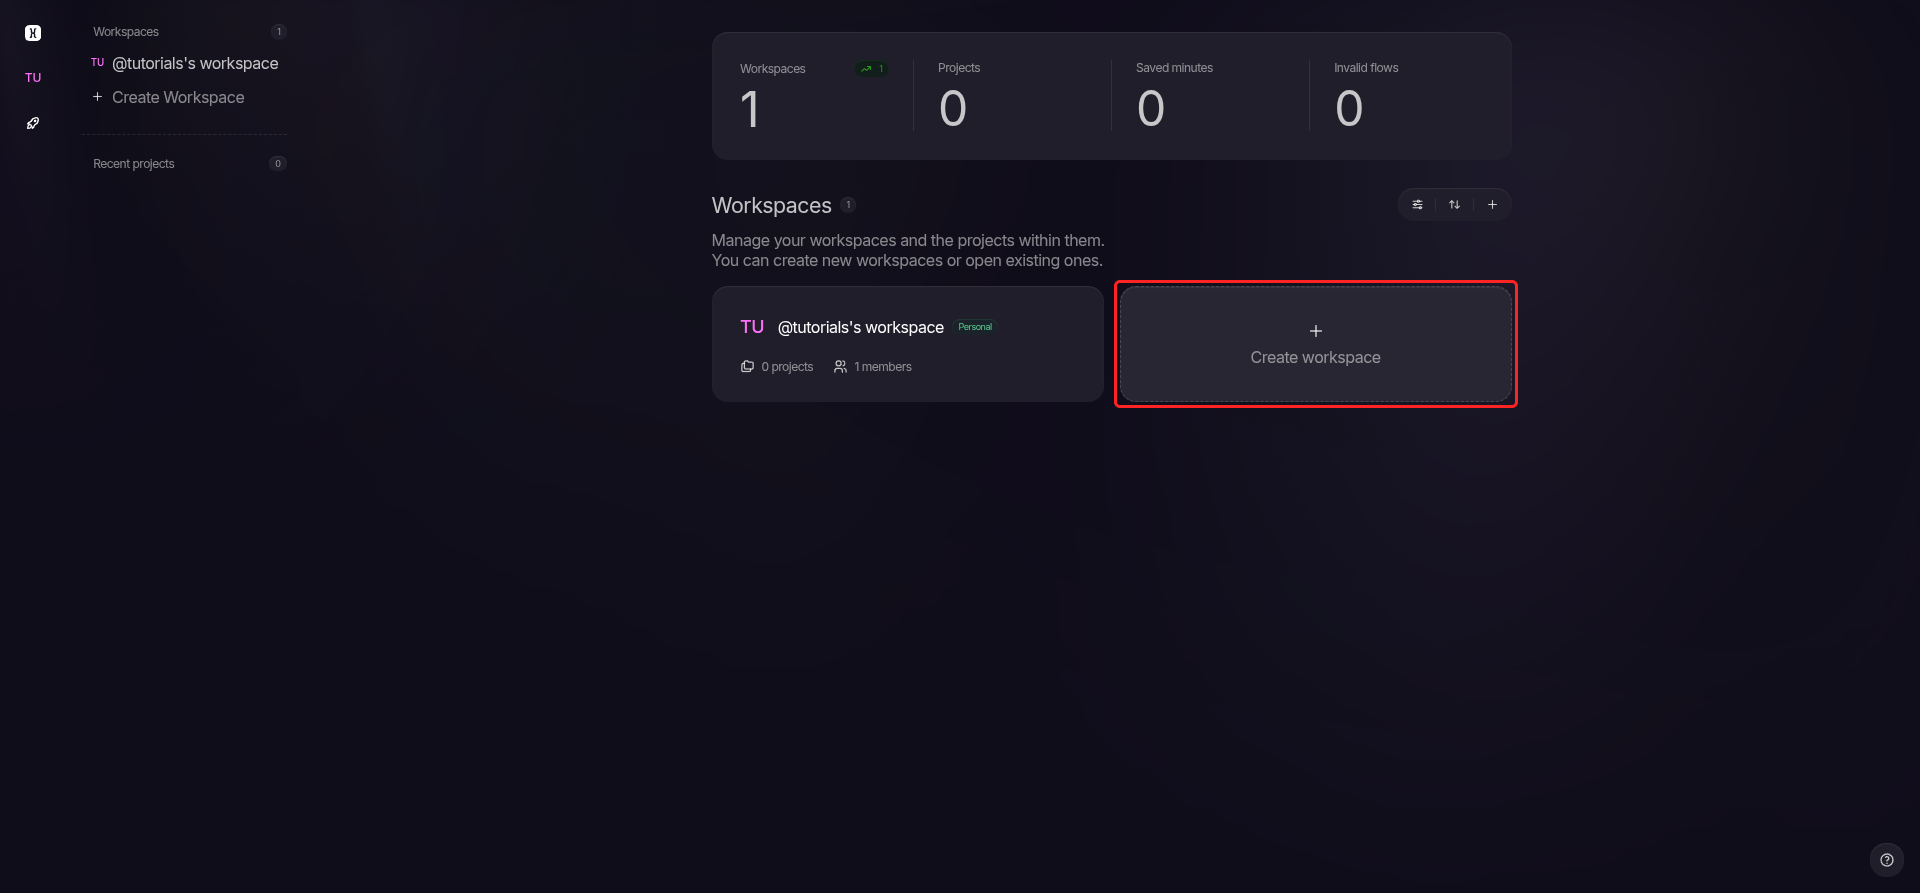 Workspaces 1
TU @tutorials's workspace
Create Workspace
Recent projects 0
TU
Workspaces 1
1
Projects
0
Saved minutes
0
Invalid flows
0
Workspaces 1
Manage your workspaces and the projects within them.
You can create new workspaces or open existing ones.
TU @tutorials's workspace Personal
0 projects 1 members
Create workspace